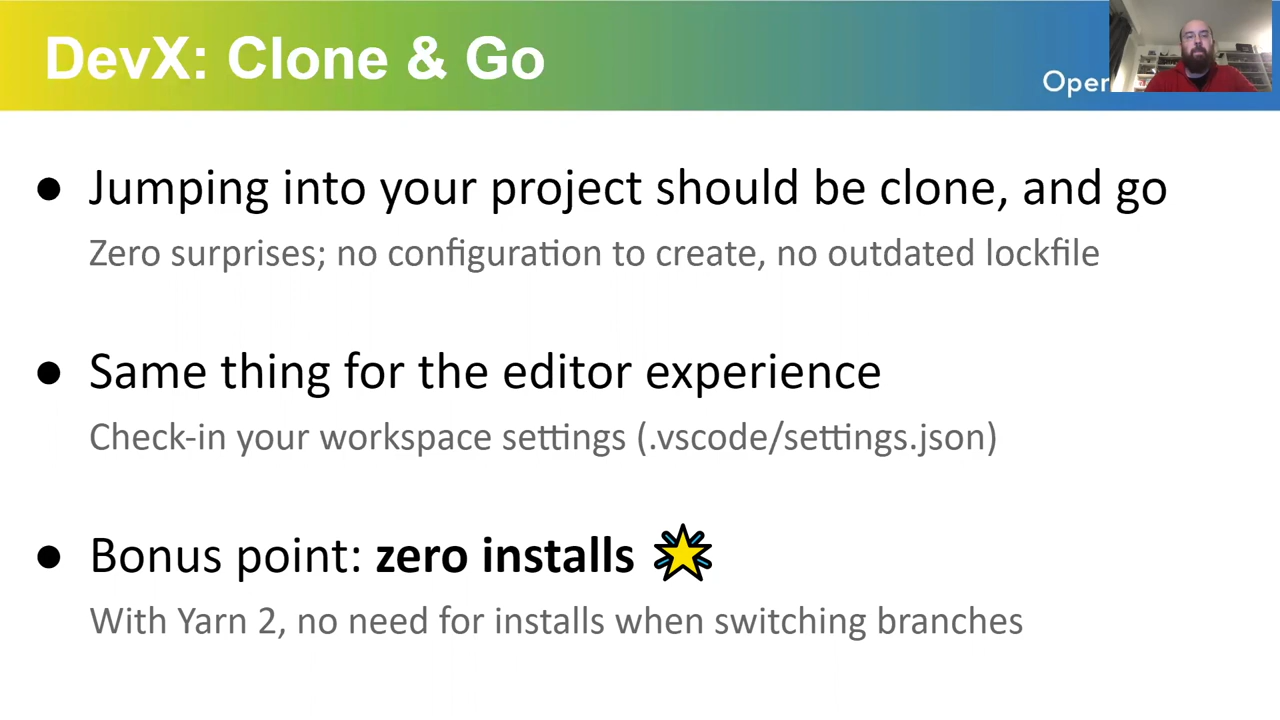 DevX: Clone & Go
● Jumping into your project should be clone, and go
Zero surprises; no configuration to create, no outdated lockfile
● Same thing for the editor experience
Check-in your workspace settings (.vscode/settings.json)
● Bonus point: zero installs
With Yarn 2, no need for installs when switching branches